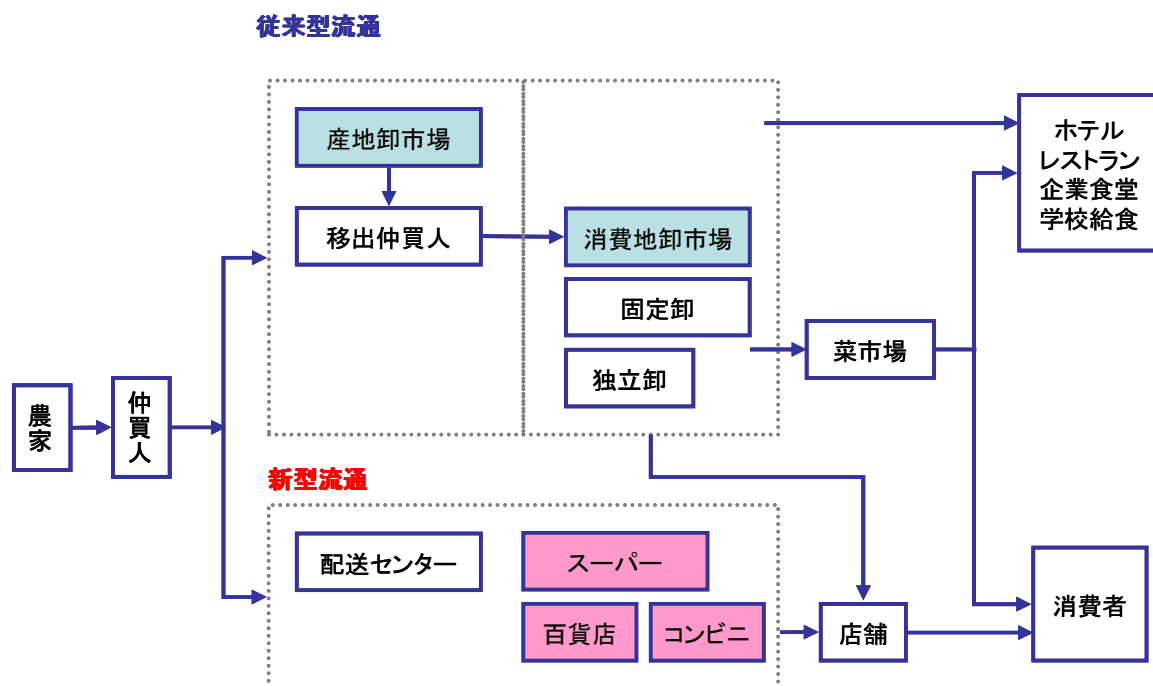 従来型流通
産地卸市場
移出仲買人
消費地卸市場
固定卸
独立卸
菜市場
ホテル
レストラン
企業食堂
学校給食
農家
仲買人
新型流通
配送センター
スーパー
百貨店
コンビニ
店舗
消費者